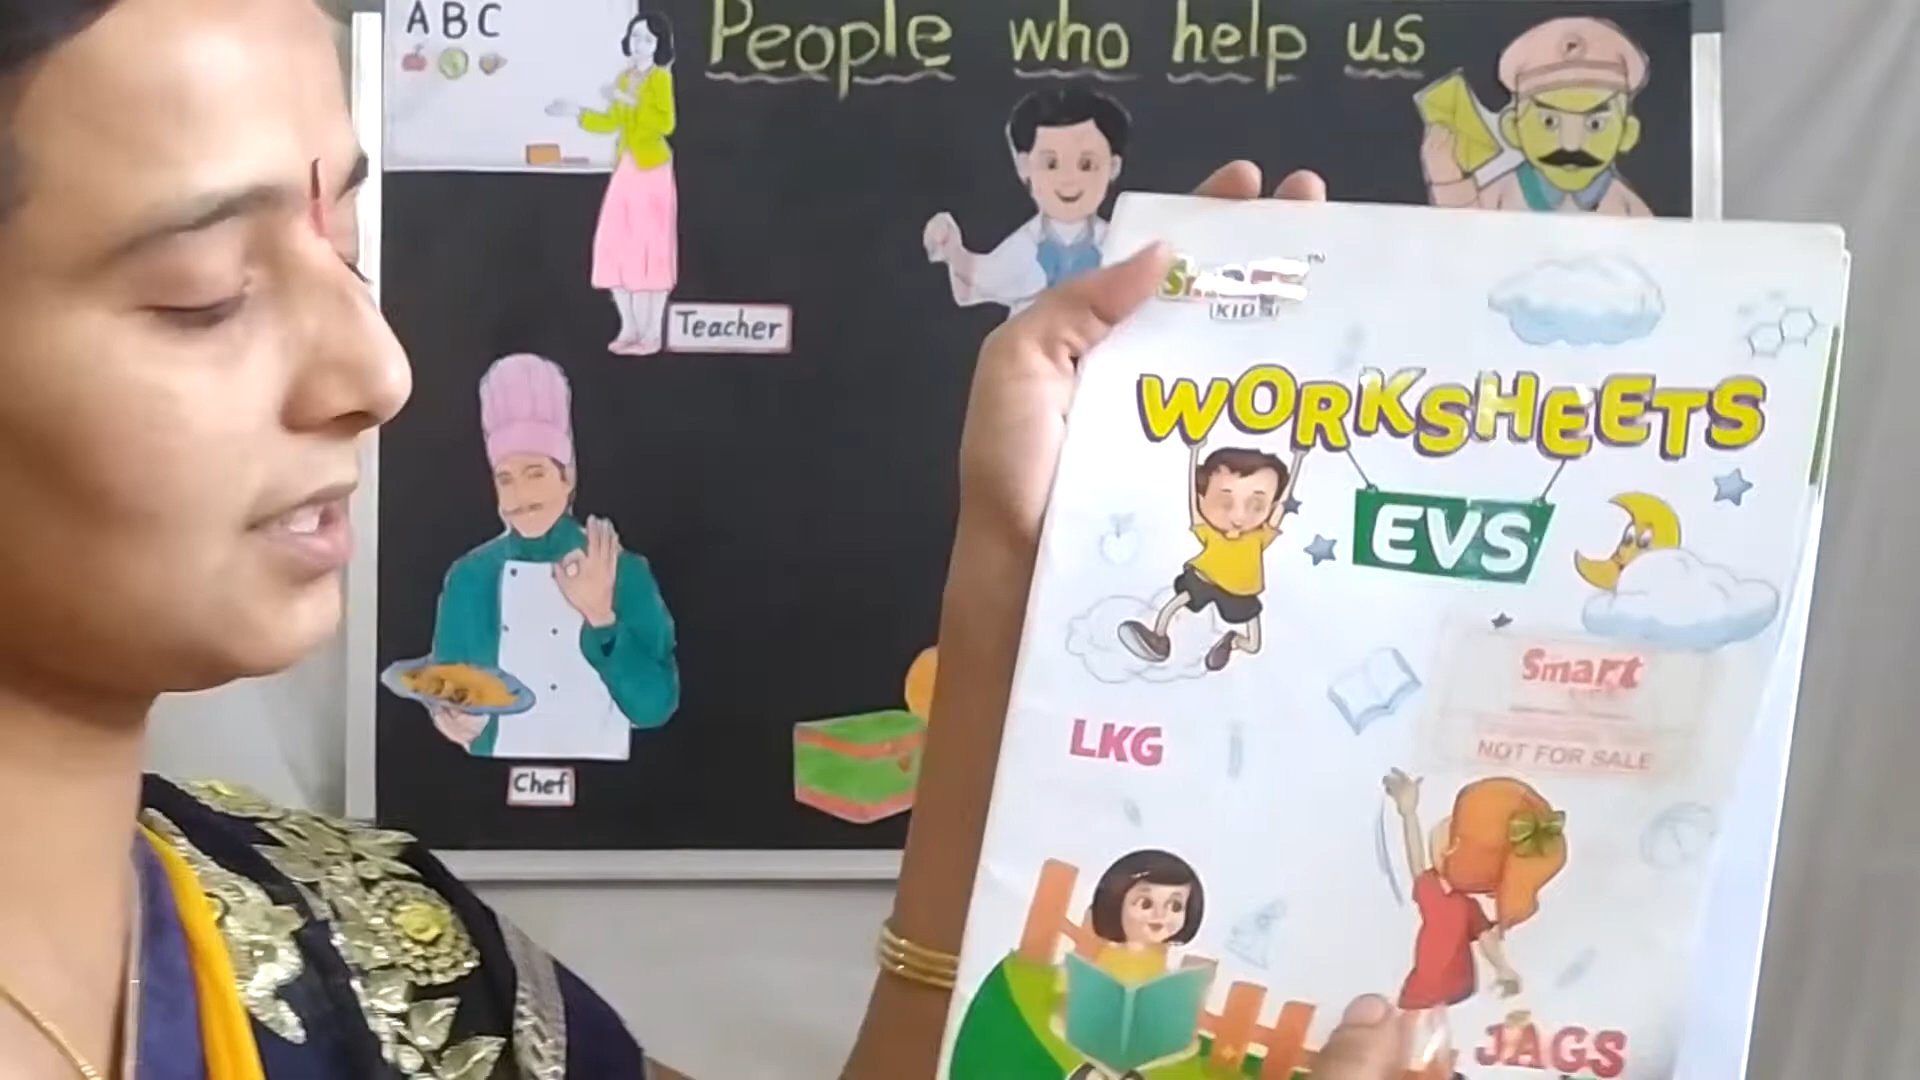 ABC
People who help us
Teacher
Chef
KIDS
WORKSHEETS
EVS
Smart
NOT FOR SALE
LKG
JAGS